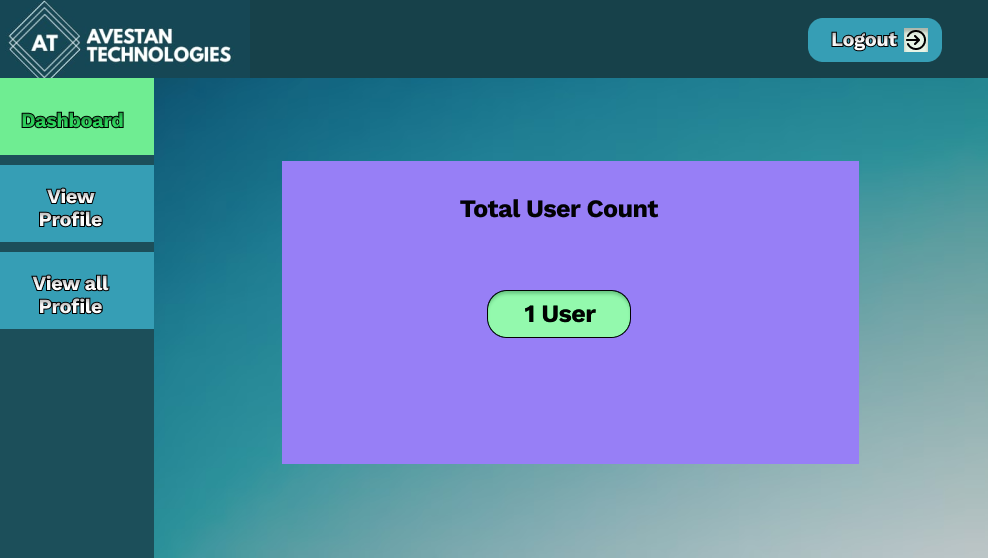 AT
AVESTAN
TECHNOLOGIES
Logout
Dashboard
View
Profile
View all
Profile
Total User Count
1 User